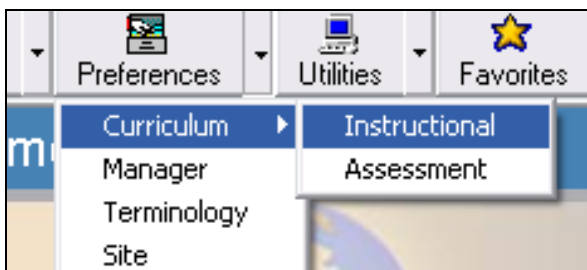 Preferences Utilities Favorites
Curriculum Instructional
Manager Assessment
Terminology
Site